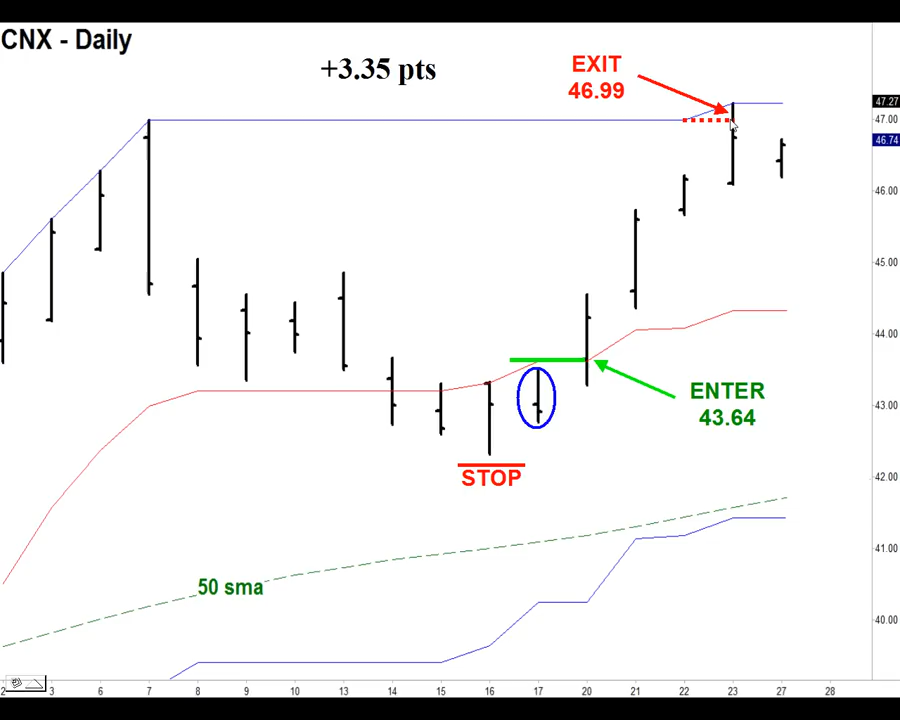 CNX - Daily
+3.35 pts
EXIT
46.99
47.27
47.00
46.74
46.00
45.00
44.00
ENTER
43.64
43.00
STOP
42.00
41.00
50 sma
40.00
2 3 6 7 8 9 10 13 14 15 16 17 20 21 22 23 27 28